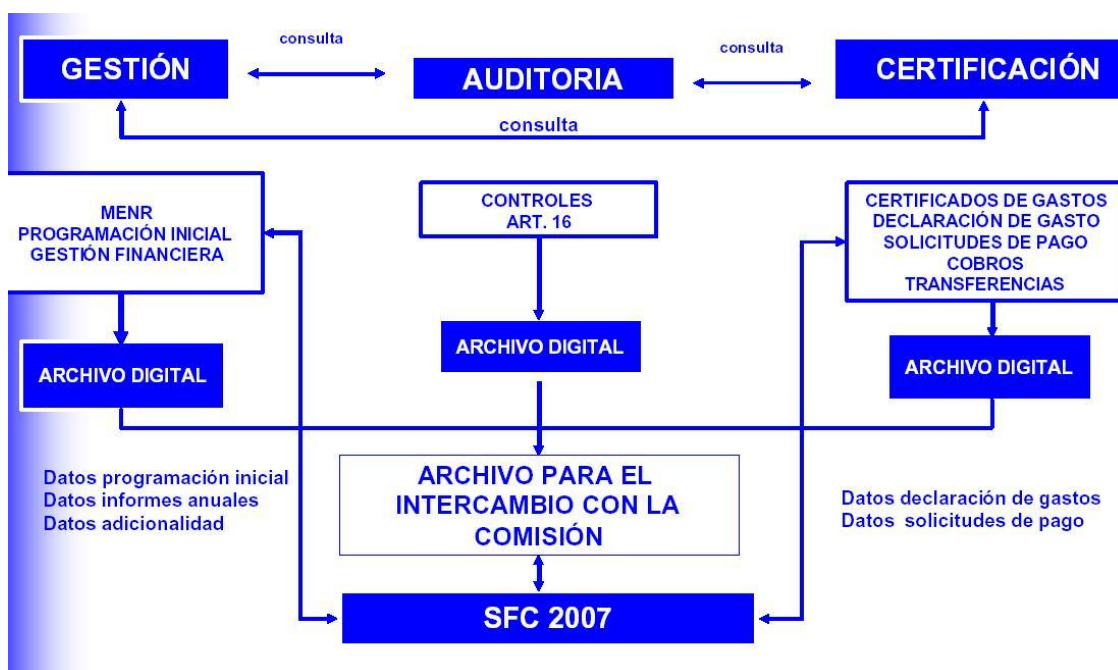 consulta
consulta
GESTIÓN
AUDITORIA
CERTIFICACIÓN
consulta
MENR
PROGRAMACIÓN INICIAL
GESTIÓN FINANCIERA
CONTROLES
ART. 16
CERTIFICADOS DE GASTOS
DECLARACIÓN DE GASTO
SOLICITUDES DE PAGO
COBROS
TRANSFERENCIAS
ARCHIVO DIGITAL
ARCHIVO DIGITAL
ARCHIVO DIGITAL
Datos programación inicial
Datos informes anuales
Datos adicionalidad
ARCHIVO PARA EL
INTERCAMBIO CON LA
COMISIÓN
Datos declaración de gastos
Datos solicitudes de pago
SFC 2007